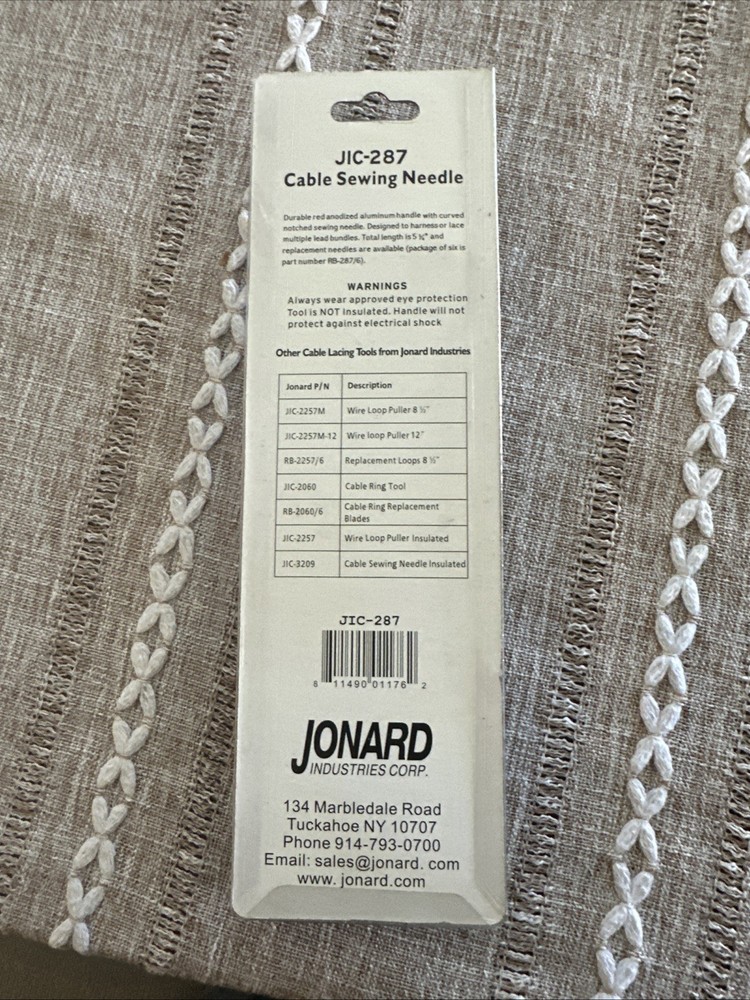 JIC-287
Cable Sewing Needle
Durable red anodized aluminum handle with curved
notched sewing needle. Designed to harness or lace
multiple lead bundles. Total length is 5 ¾" and
replacement needles are available (package of six is
part number RB-287/6).
WARNINGS
Always wear approved eye protection
Tool is NOT Insulated. Handle will not
protect against electrical shock
Other Cable Lacing Tools from Jonard Industries
Jonard P/N Description
JIC-2257M Wire Loop Puller 8 ½"
JIC-2257M-12 Wire loop Puller 12"
RB-2257/6 Replacement Loops 8 ½"
JIC-2060 Cable Ring Tool
RB-2060/6 Cable Ring Replacement
Blades
JIC-2257 Wire Loop Puller Insulated
JIC-3209 Cable Sewing Needle Insulated
JIC-287
8 11490 01176 2
JONARD
INDUSTRIES CORP.
134 Marbledale Road
Tuckahoe NY 10707
Phone 914-793-0700
Email: sales@jonard. com
www. jonard.com